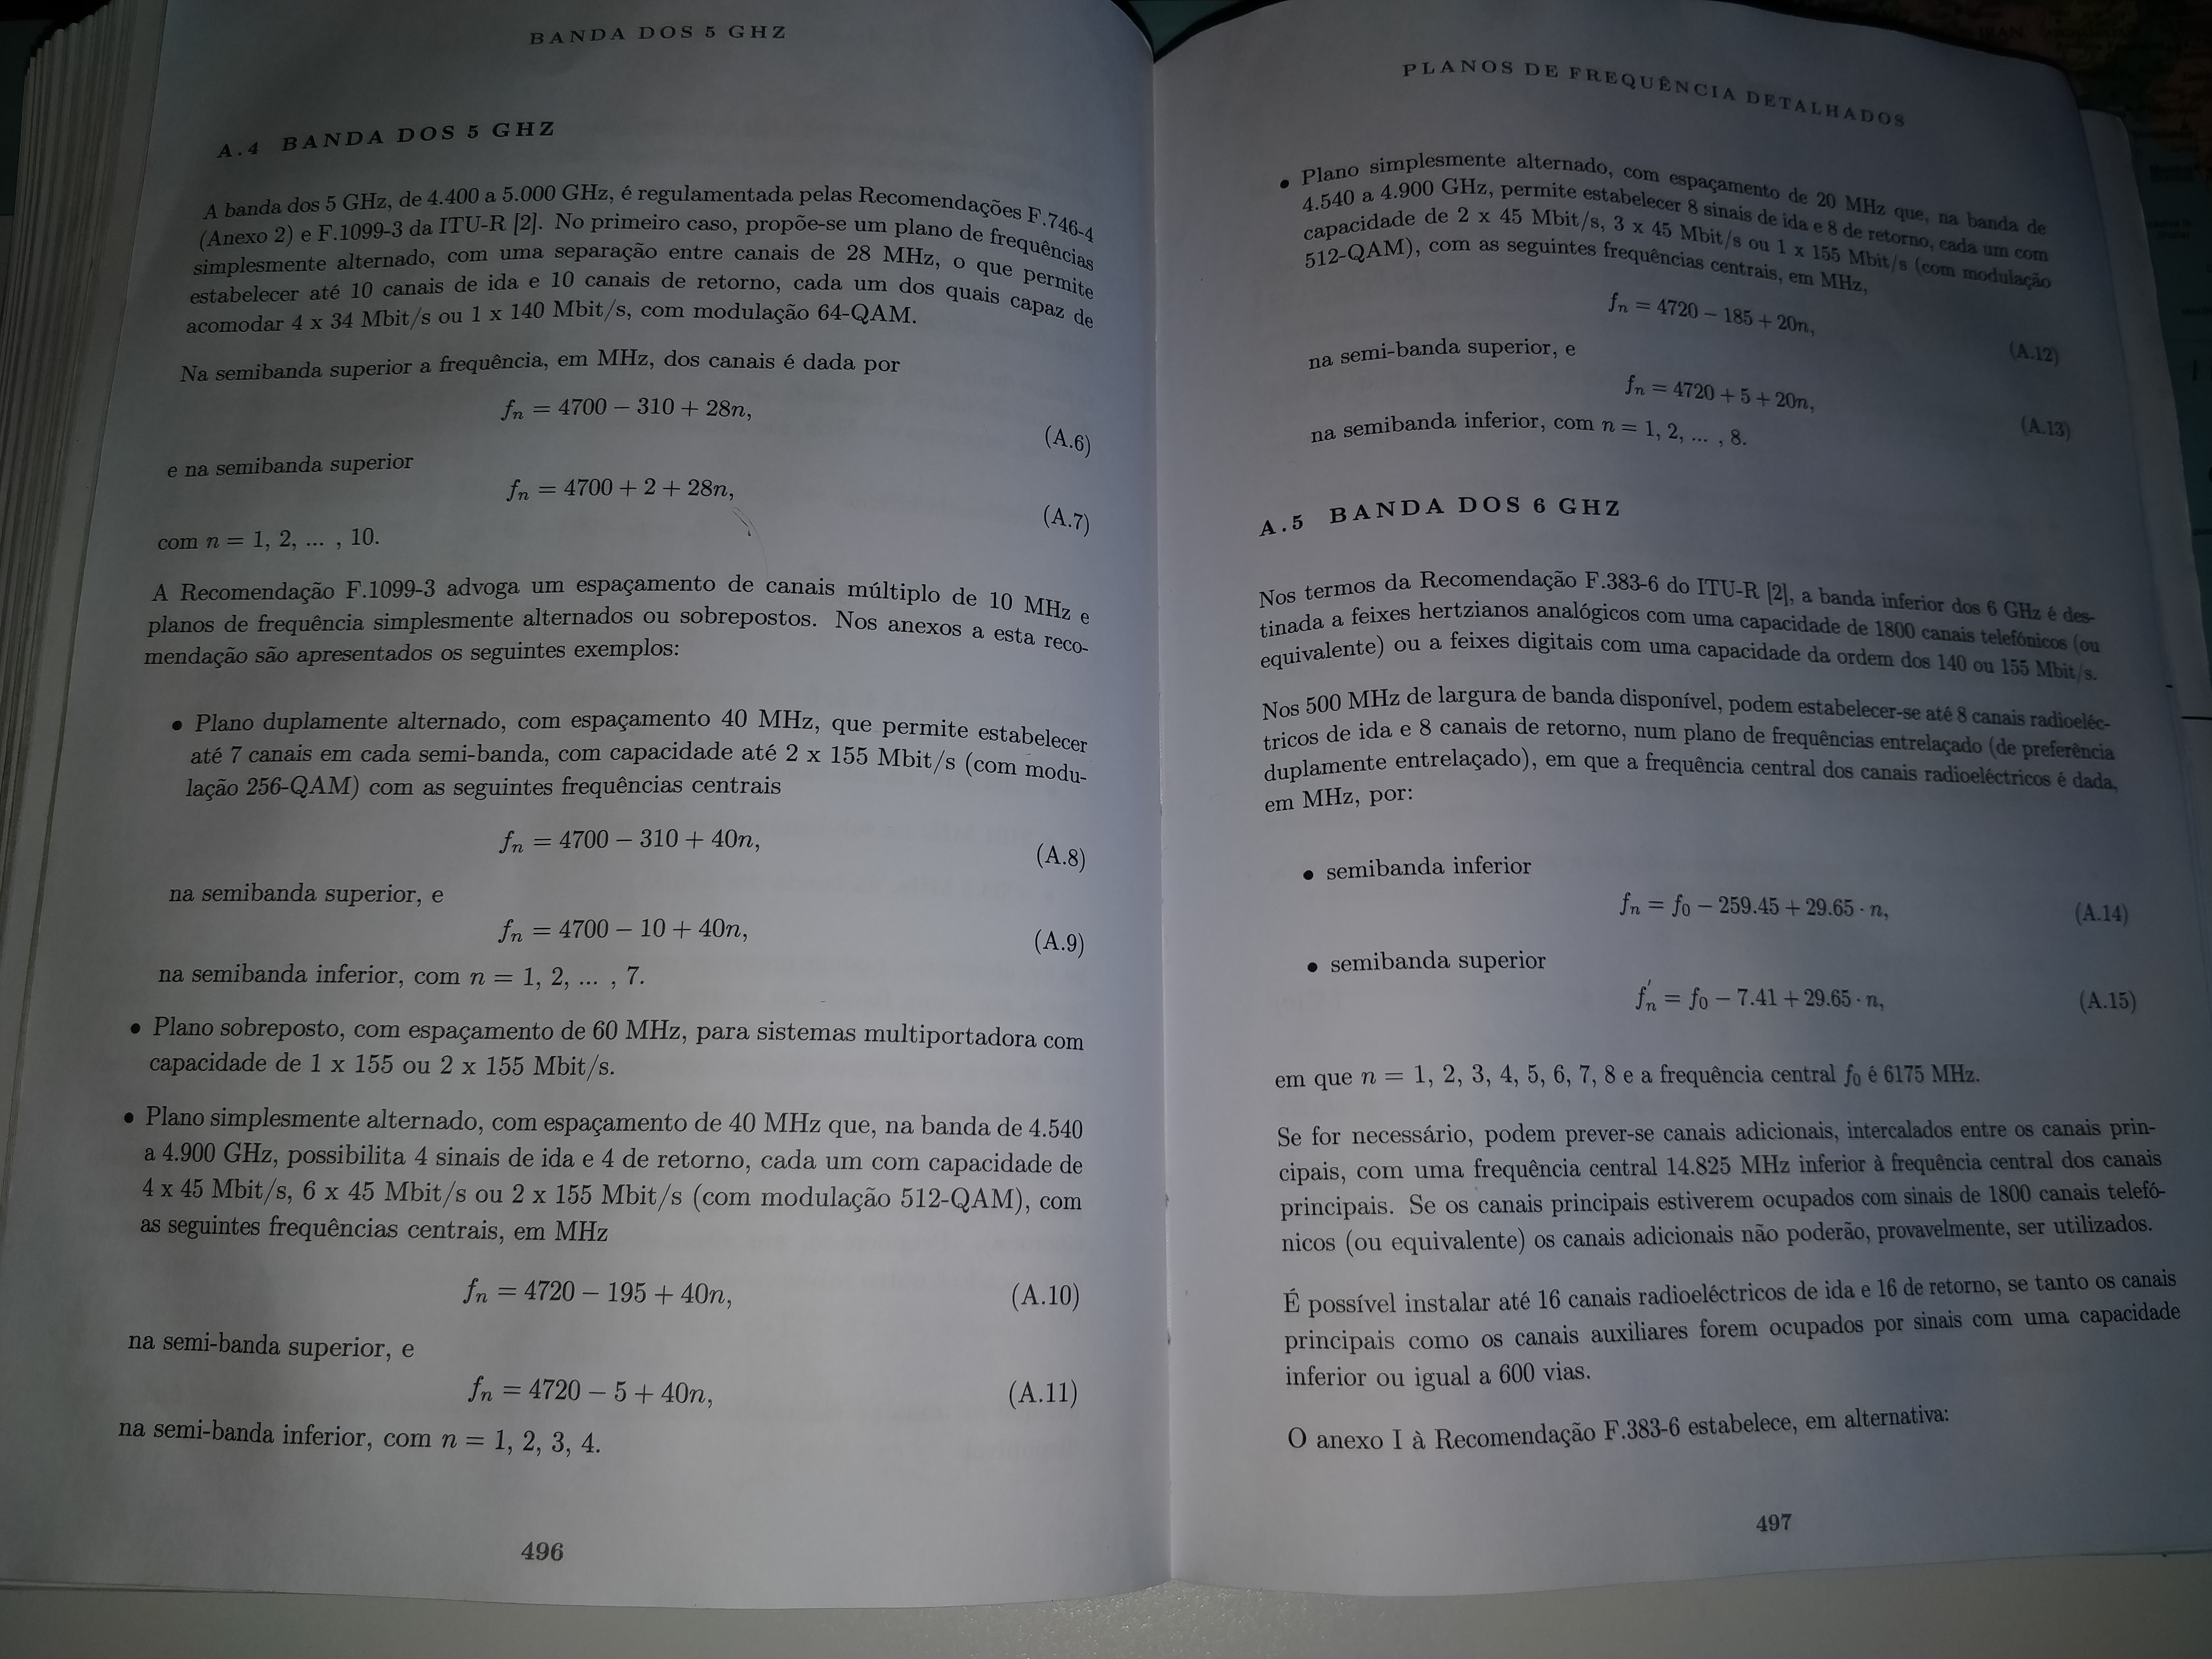 BANDA DOS 5 GHZ
A.4 BANDA DOS 5 GHZ
A banda dos 5 GHz, de 4.400 a 5.000 GHz, é regulamentada pelas Recomendações F.746-4
(Anexo 2) e F.1099-3 da ITU-R [2]. No primeiro caso, propõe-se um plano de frequências
simplesmente alternado, com uma separação entre canais de 28 MHz, o que permite
estabelecer até 10 canais de ida e 10 canais de retorno, cada um dos quais capaz de
acomodar 4 x 34 Mbit/s ou 1 x 140 Mbit/s, com modulação 64-QAM.
Na semibanda superior a frequência, em MHz, dos canais é dada por
fn = 4700 − 310 + 28n, (A.6)
e na semibanda superior
fn = 4700 + 2 + 28n, (A.7)
com n = 1, 2, ... , 10.
A Recomendação F.1099-3 advoga um espaçamento de canais múltiplo de 10 MHz e
planos de frequência simplesmente alternados ou sobrepostos. Nos anexos a esta reco-
mendação são apresentados os seguintes exemplos:
• Plano duplamente alternado, com espaçamento 40 MHz, que permite estabelecer
até 7 canais em cada semi-banda, com capacidade até 2 x 155 Mbit/s (com modu-
lação 256-QAM) com as seguintes frequências centrais
fn = 4700 − 310 + 40n, (A.8)
na semibanda superior, e
fn = 4700 − 10 + 40n, (A.9)
na semibanda inferior, com n = 1, 2, ... , 7.
• Plano sobreposto, com espaçamento de 60 MHz, para sistemas multiportadora com
capacidade de 1 x 155 ou 2 x 155 Mbit/s.
• Plano simplesmente alternado, com espaçamento de 40 MHz que, na banda de 4.540
a 4.900 GHz, possibilita 4 sinais de ida e 4 de retorno, cada um com capacidade de
4 x 45 Mbit/s, 6 x 45 Mbit/s ou 2 x 155 Mbit/s (com modulação 512-QAM), com
as seguintes frequências centrais, em MHz
fn = 4720 − 195 + 40n, (A.10)
na semi-banda superior, e
fn = 4720 − 5 + 40n, (A.11)
na semi-banda inferior, com n = 1, 2, 3, 4.
496
PLANOS DE FREQUÊNCIA DETALHADOS
• Plano simplesmente alternado, com espaçamento de 20 MHz que, na banda de
4.540 a 4.900 GHz, permite estabelecer 8 sinais de ida e 8 de retorno, cada um com
capacidade de 2 x 45 Mbit/s, 3 x 45 Mbit/s ou 1 x 155 Mbit/s (com modulação
512-QAM), com as seguintes frequências centrais, em MHz,
fn = 4720 − 185 + 20n, (A.12)
na semi-banda superior, e
fn = 4720 + 5 + 20n, (A.13)
na semibanda inferior, com n = 1, 2, ... , 8.
A.5 BANDA DOS 6 GHZ
Nos termos da Recomendação F.383-6 do ITU-R [2], a banda inferior dos 6 GHz é des-
tinada a feixes hertzianos analógicos com uma capacidade de 1800 canais telefónicos (ou
equivalente) ou a feixes digitais com uma capacidade da ordem dos 140 ou 155 Mbit/s.
Nos 500 MHz de largura de banda disponível, podem estabelecer-se até 8 canais radioeléc-
tricos de ida e 8 canais de retorno, num plano de frequências entrelaçado (de preferência
duplamente entrelaçado), em que a frequência central dos canais radioeléctricos é dada,
em MHz, por:
• semibanda inferior
fn = f0 − 259.45 + 29.65 · n, (A.14)
• semibanda superior
f'n = f0 − 7.41 + 29.65 · n, (A.15)
em que n = 1, 2, 3, 4, 5, 6, 7, 8 e a frequência central f0 é 6175 MHz.
Se for necessário, podem prever-se canais adicionais, intercalados entre os canais prin-
cipais, com uma frequência central 14.825 MHz inferior à frequência central dos canais
principais. Se os canais principais estiverem ocupados com sinais de 1800 canais telefó-
nicos (ou equivalente) os canais adicionais não poderão, provavelmente, ser utilizados.
É possível instalar até 16 canais radioeléctricos de ida e 16 de retorno, se tanto os canais
principais como os canais auxiliares forem ocupados por sinais com uma capacidade
inferior ou igual a 600 vias.
O anexo I à Recomendação F.383-6 estabelece, em alternativa:
497